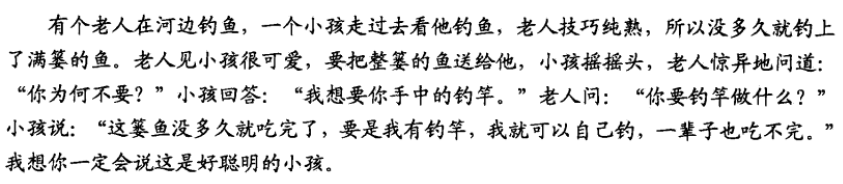 有个老人在河边钓鱼，一个小孩走过去看他钓鱼，老人技巧纯熟，所以没多久就钓上
了满篓的鱼。老人见小孩很可爱，要把整篓的鱼送给他，小孩摇摇头，老人惊异地问道：
“你为何不要？”小孩回答：“我想要你手中的钓竿。”老人问：“你要钓竿做什么？”
小孩说：“这篓鱼没多久就吃完了，要是我有钓竿，我就可以自己钓，一辈子也吃不完。”
我想你一定会说这是好聪明的小孩。